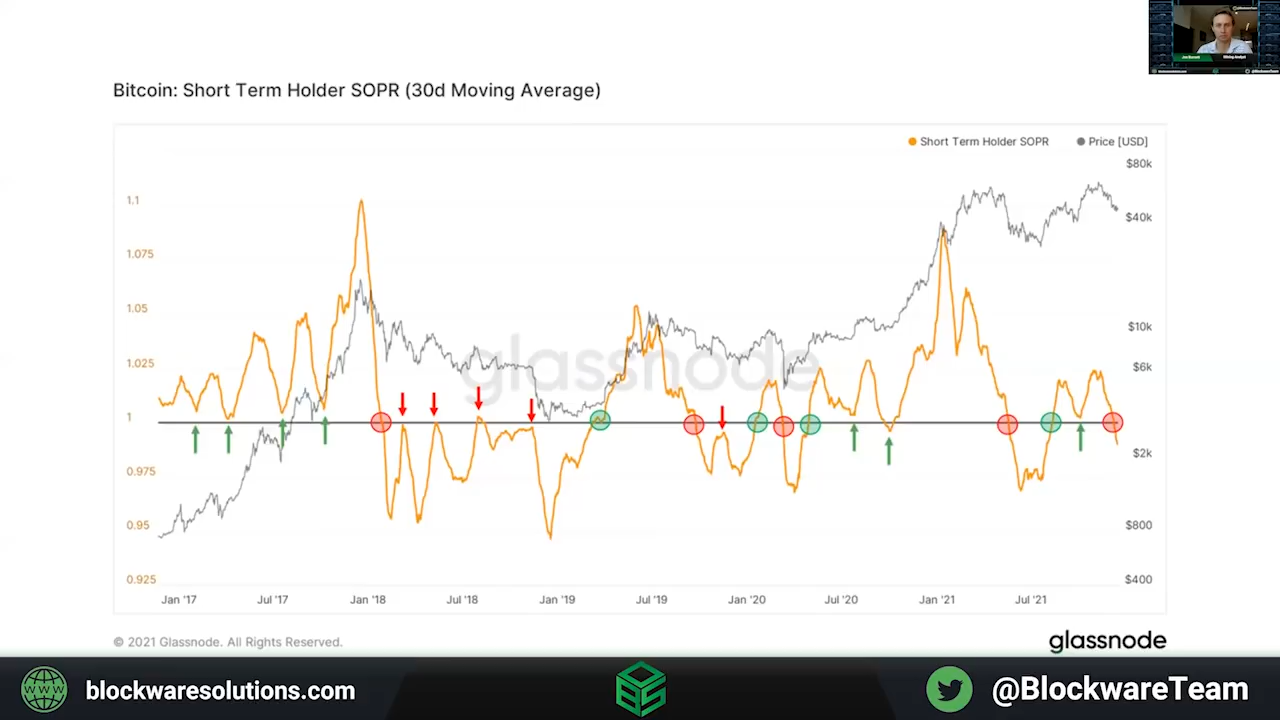 Bitcoin: Short Term Holder SOPR (30d Moving Average)
Short Term Holder SOPR Price [USD]
$80k
1.1
$40k
1.075
1.05
$10k
1.025
$6k
glassnode
1
$2k
0.975
0.95
$800
0.925
$400
Jan '17 Jul '17 Jan '18 Jul '18 Jan '19 Jul '19 Jan '20 Jul '20 Jan '21 Jul '21
© 2021 Glassnode. All Rights Reserved.
glassnode
WWW
blockwaresolutions.com
@BlockwareTeam